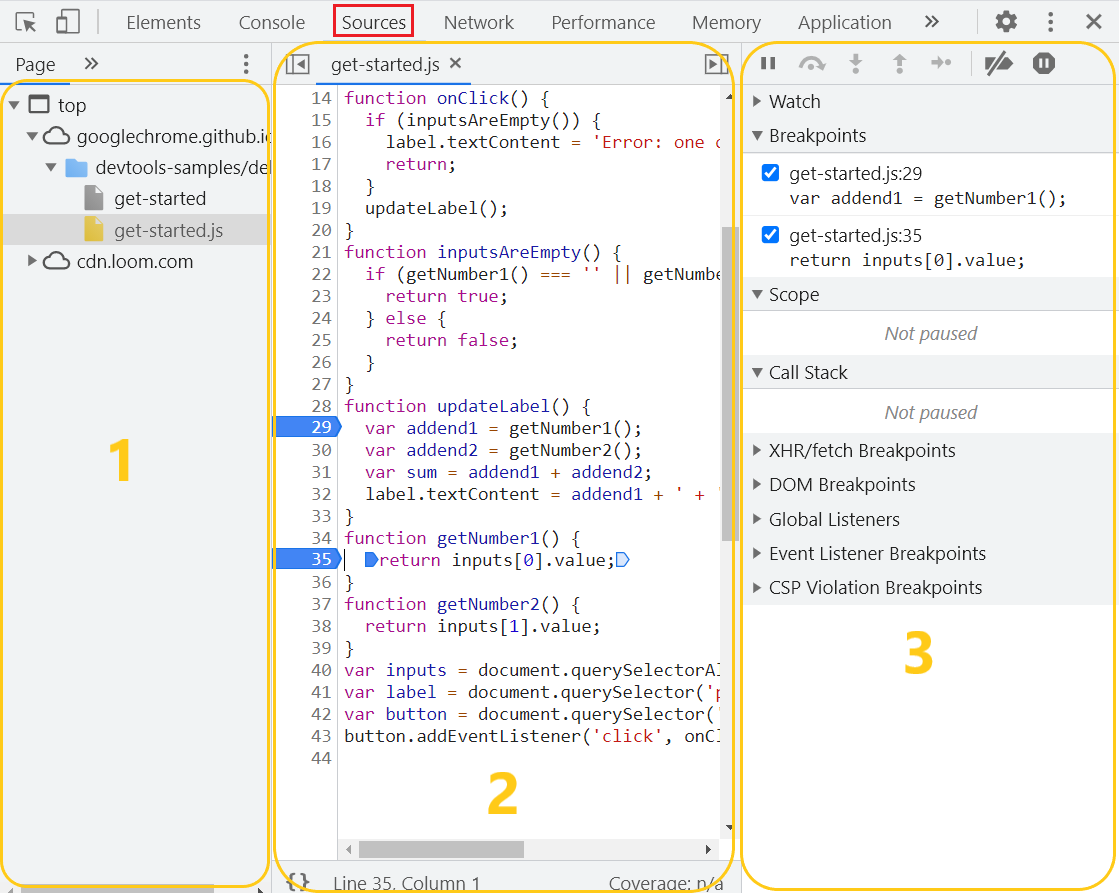 Elements Console Sources Network Performance Memory Application »
Page »
top
googlechrome.github.io
devtools-samples/de
get-started
get-started.js
cdn.loom.com
1
get-started.js ×
14 function onClick() {
15 if (inputsAreEmpty()) {
16 label.textContent = 'Error: one
17 return;
18 }
19 updateLabel();
20 }
21 function inputsAreEmpty() {
22 if (getNumber1() === '' || getNumbe
23 return true;
24 } else {
25 return false;
26 }
27 }
28 function updateLabel() {
29 var addend1 = getNumber1();
30 var addend2 = getNumber2();
31 var sum = addend1 + addend2;
32 label.textContent = addend1 + ' + '
33 }
34 function getNumber1() {
35 return inputs[0].value;
36 }
37 function getNumber2() {
38 return inputs[1].value;
39 }
40 var inputs = document.querySelectorAl
41 var label = document.querySelector('p
42 var button = document.querySelector('
43 button.addEventListener('click', onCl
44
2
{} Line 35, Column 1 Coverage: n/a
Watch
Breakpoints
get-started.js:29
var addend1 = getNumber1();
get-started.js:35
return inputs[0].value;
Scope
Not paused
Call Stack
Not paused
XHR/fetch Breakpoints
DOM Breakpoints
Global Listeners
Event Listener Breakpoints
CSP Violation Breakpoints
3